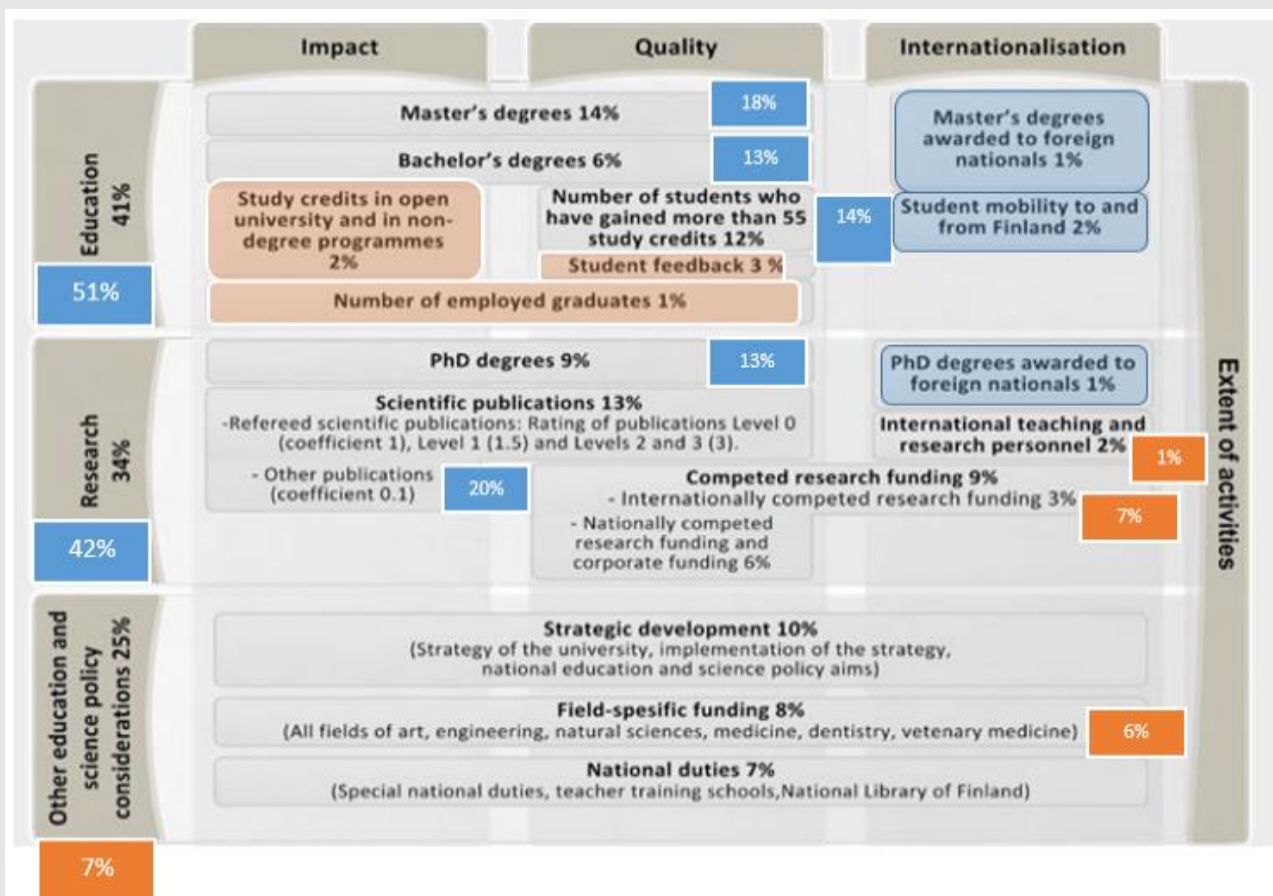 Impact
Quality
Internationalisation
Education
41%
51%
Master's degrees 14%
18%
Bachelor's degrees 6%
13%
Study credits in open
university and in non-
degree programmes
2%
Number of students who
have gained more than 55
study credits 12%
14%
Student feedback 3 %
Number of employed graduates 1%
Master's degrees
awarded to foreign
nationals 1%
Student mobility to and
from Finland 2%
Research
34%
42%
PhD degrees 9%
13%
Scientific publications 13%
-Refereed scientific publications: Rating of publications Level 0
(coefficient 1), Level 1 (1.5) and Levels 2 and 3 (3).
- Other publications
(coefficient 0.1)
20%
PhD degrees awarded to
foreign nationals 1%
International teaching and
research personnel 2%
1%
Competed research funding 9%
- Internationally competed research funding 3%
7%
- Nationally competed
research funding and
corporate funding 6%
Other education and
science policy
considerations 25%
7%
Strategic development 10%
(Strategy of the university, implementation of the strategy,
national education and science policy aims)
Field-spesific funding 8%
(All fields of art, engineering, natural sciences, medicine, dentistry, vetenary medicine)
6%
National duties 7%
(Special national duties, teacher training schools,National Library of Finland)
Extent of activities